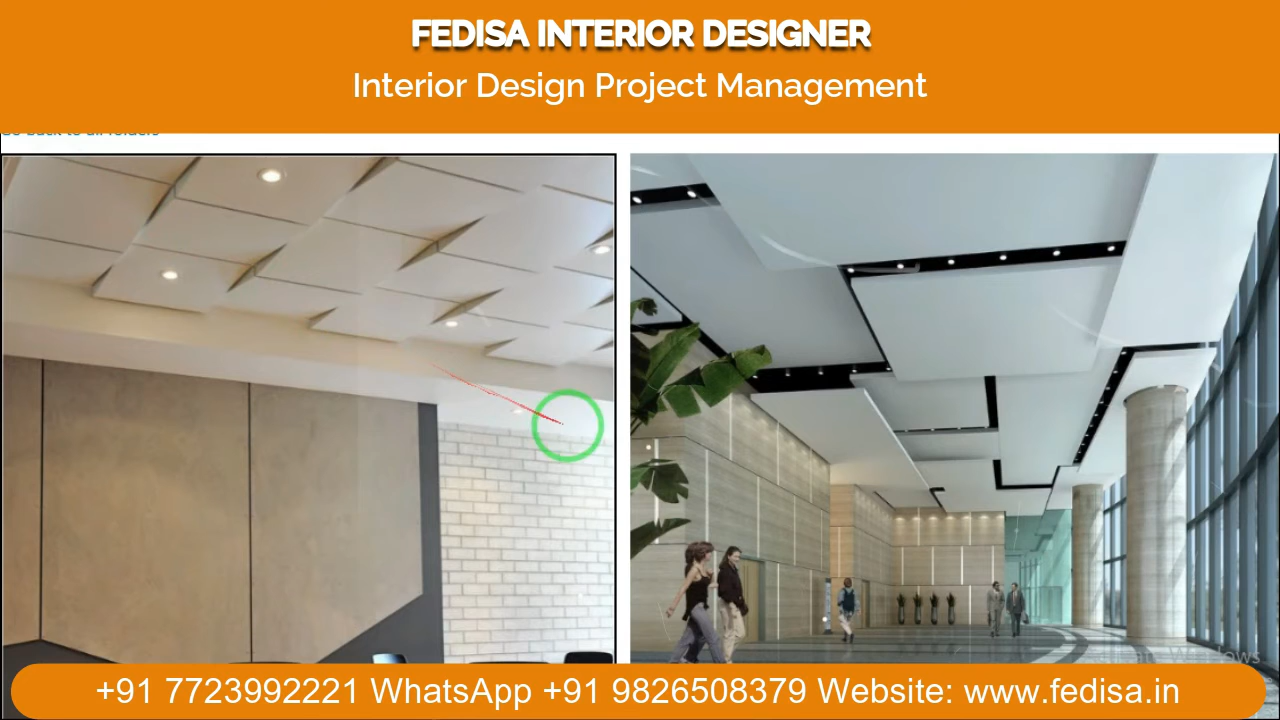 FEDISA INTERIOR DESIGNER
Interior Design Project Management
+91 7723992221 WhatsApp +91 9826508379 Website: www.fedisa.in